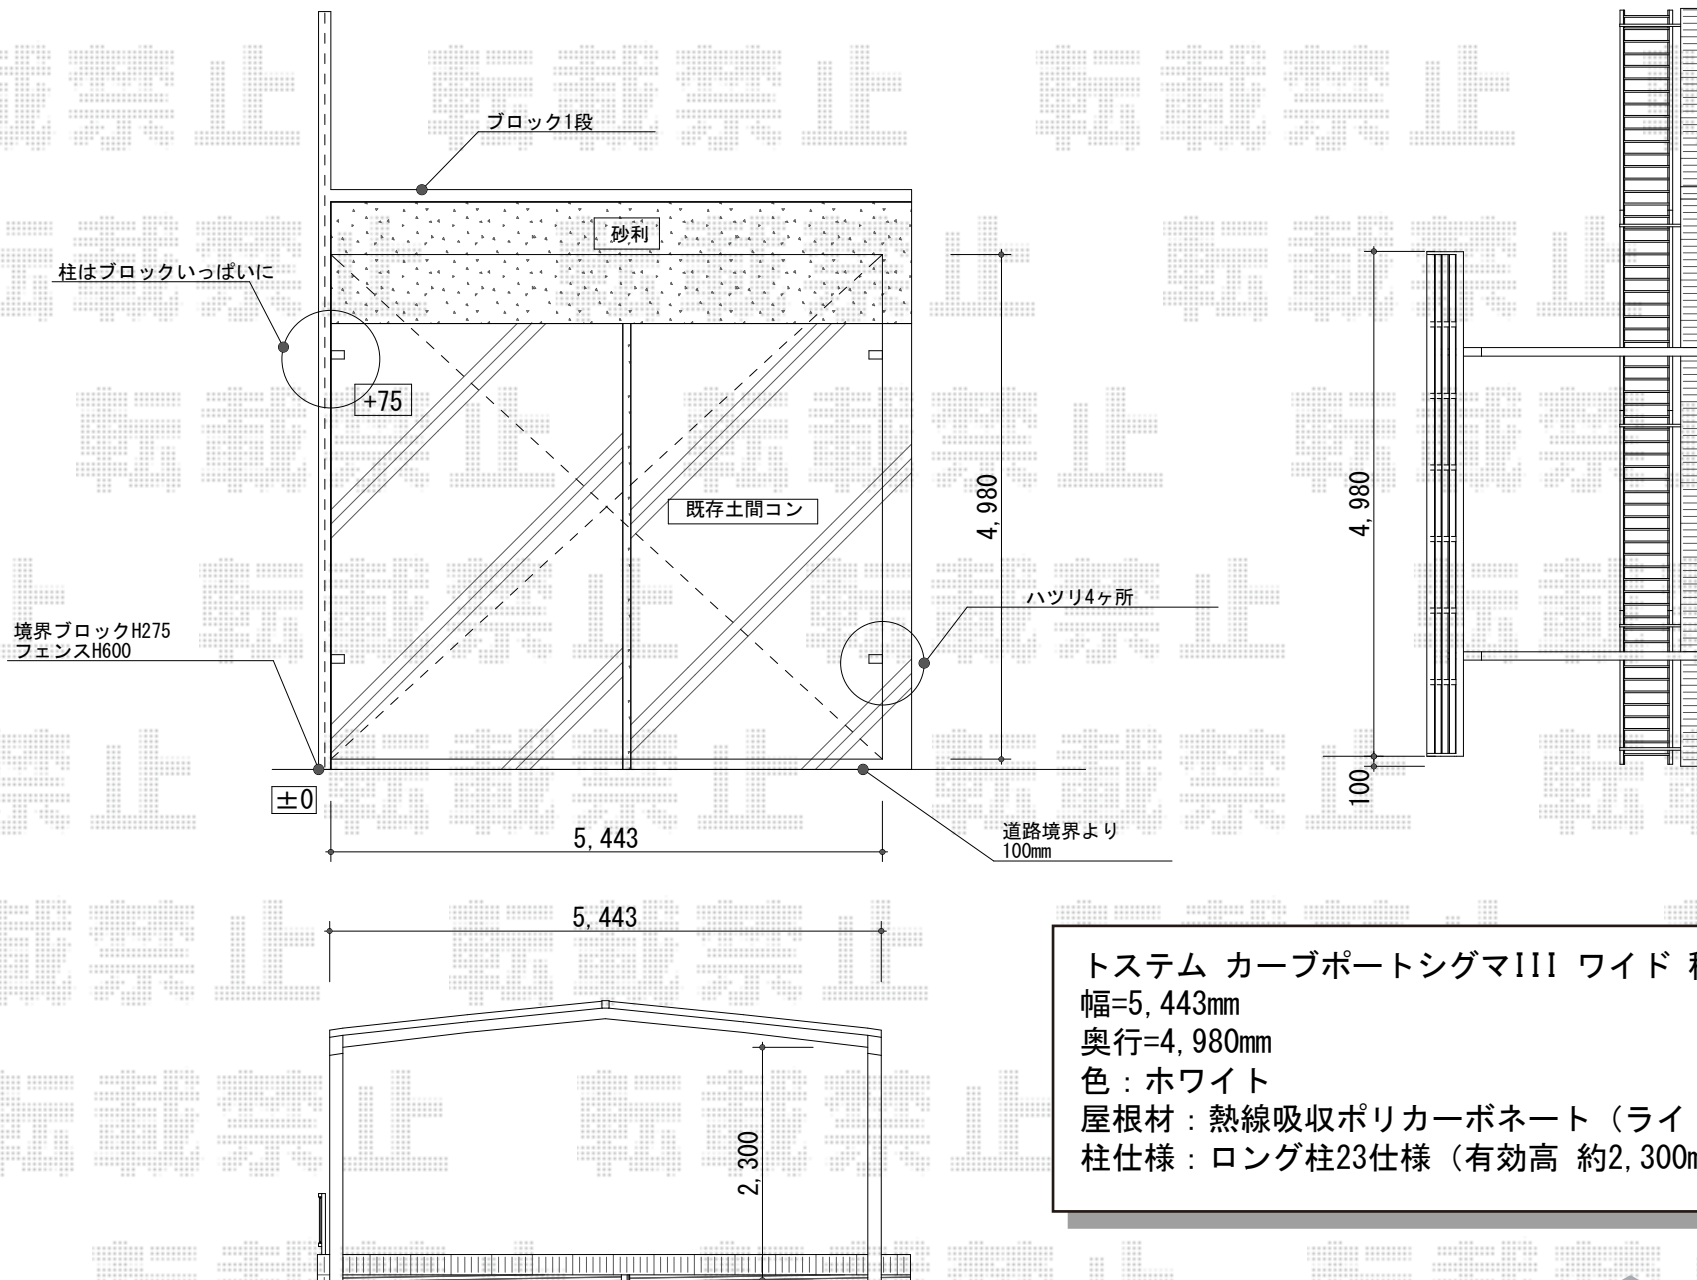 転載禁止
ブロック1段
砂利
柱はブロックいっぱいに
+75
既存土間コン
4,980
4,980
ハツリ4ヶ所
境界ブロックH275
フェンスH600
±0
100
5,443
道路境界より
100mm
5,443
2,300
トステム カーブポートシグマIII ワイド
幅=5,443mm
奥行=4,980mm
色：ホワイト
屋根材：熱線吸収ポリカーボネート（ライ
柱仕様：ロング柱23仕様（有効高 約2,300m